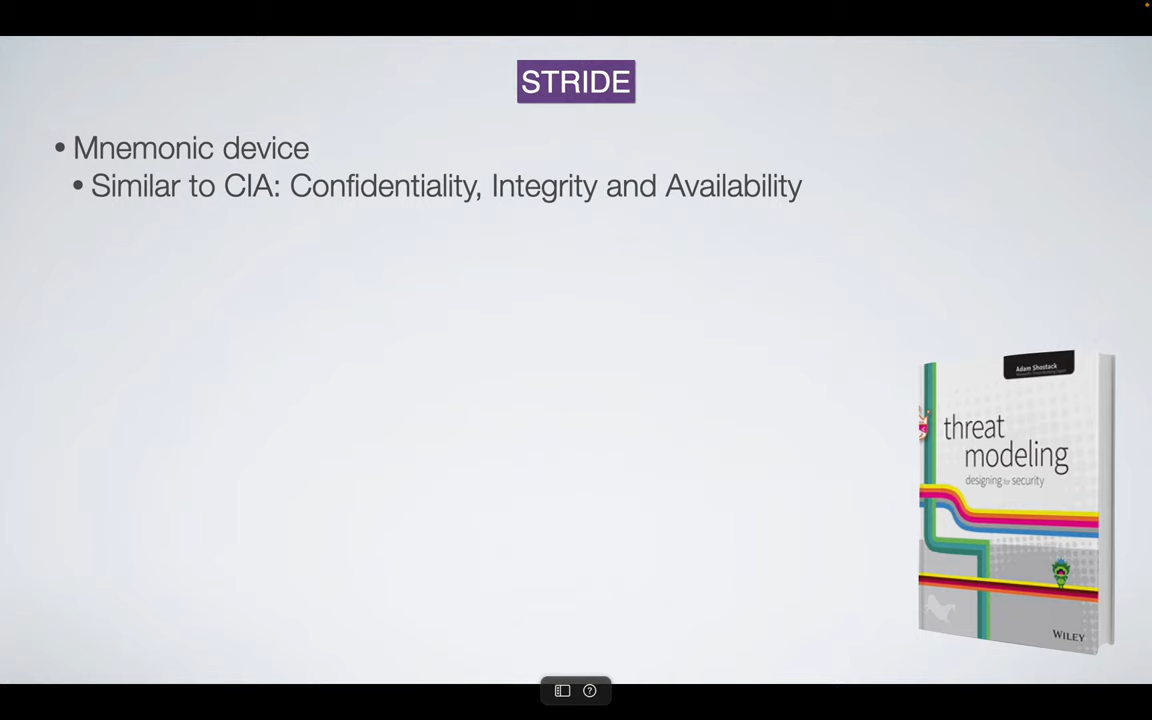 STRIDE
• Mnemonic device
• Similar to CIA: Confidentiality, Integrity and Availability
Adam Shostack
threat
modeling
designing for security
WILEY